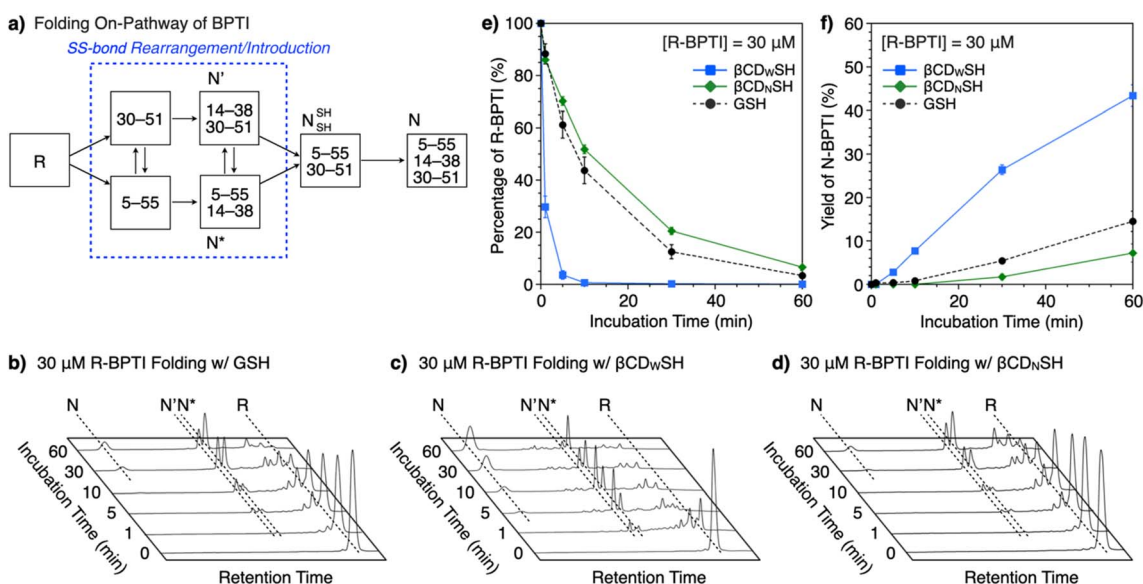 a) Folding On-Pathway of BPTI
SS-bond Rearrangement/Introduction
N'
R
30–51
14–38
30–51
5–55
5–55
14–38
N*
N SH SH
5–55
30–51
N
5–55
14–38
30–51
e)
[R-BPTI] = 30 μM
βCDWSH
βCDNSH
GSH
Percentage of R-BPTI (%)
100
80
60
40
20
0
0 20 40 60
Incubation Time (min)
f)
[R-BPTI] = 30 μM
βCDWSH
βCDNSH
GSH
Yield of N-BPTI (%)
60
50
40
30
20
10
0
0 20 40 60
Incubation Time (min)
b) 30 μM R-BPTI Folding w/ GSH
N N'N* R
60
30
10
5
1
0
Incubation Time (min)
Retention Time
c) 30 μM R-BPTI Folding w/ βCDWSH
N N'N* R
60
30
10
5
1
0
Incubation Time (min)
Retention Time
d) 30 μM R-BPTI Folding w/ βCDNSH
N N'N* R
60
30
10
5
1
0
Incubation Time (min)
Retention Time